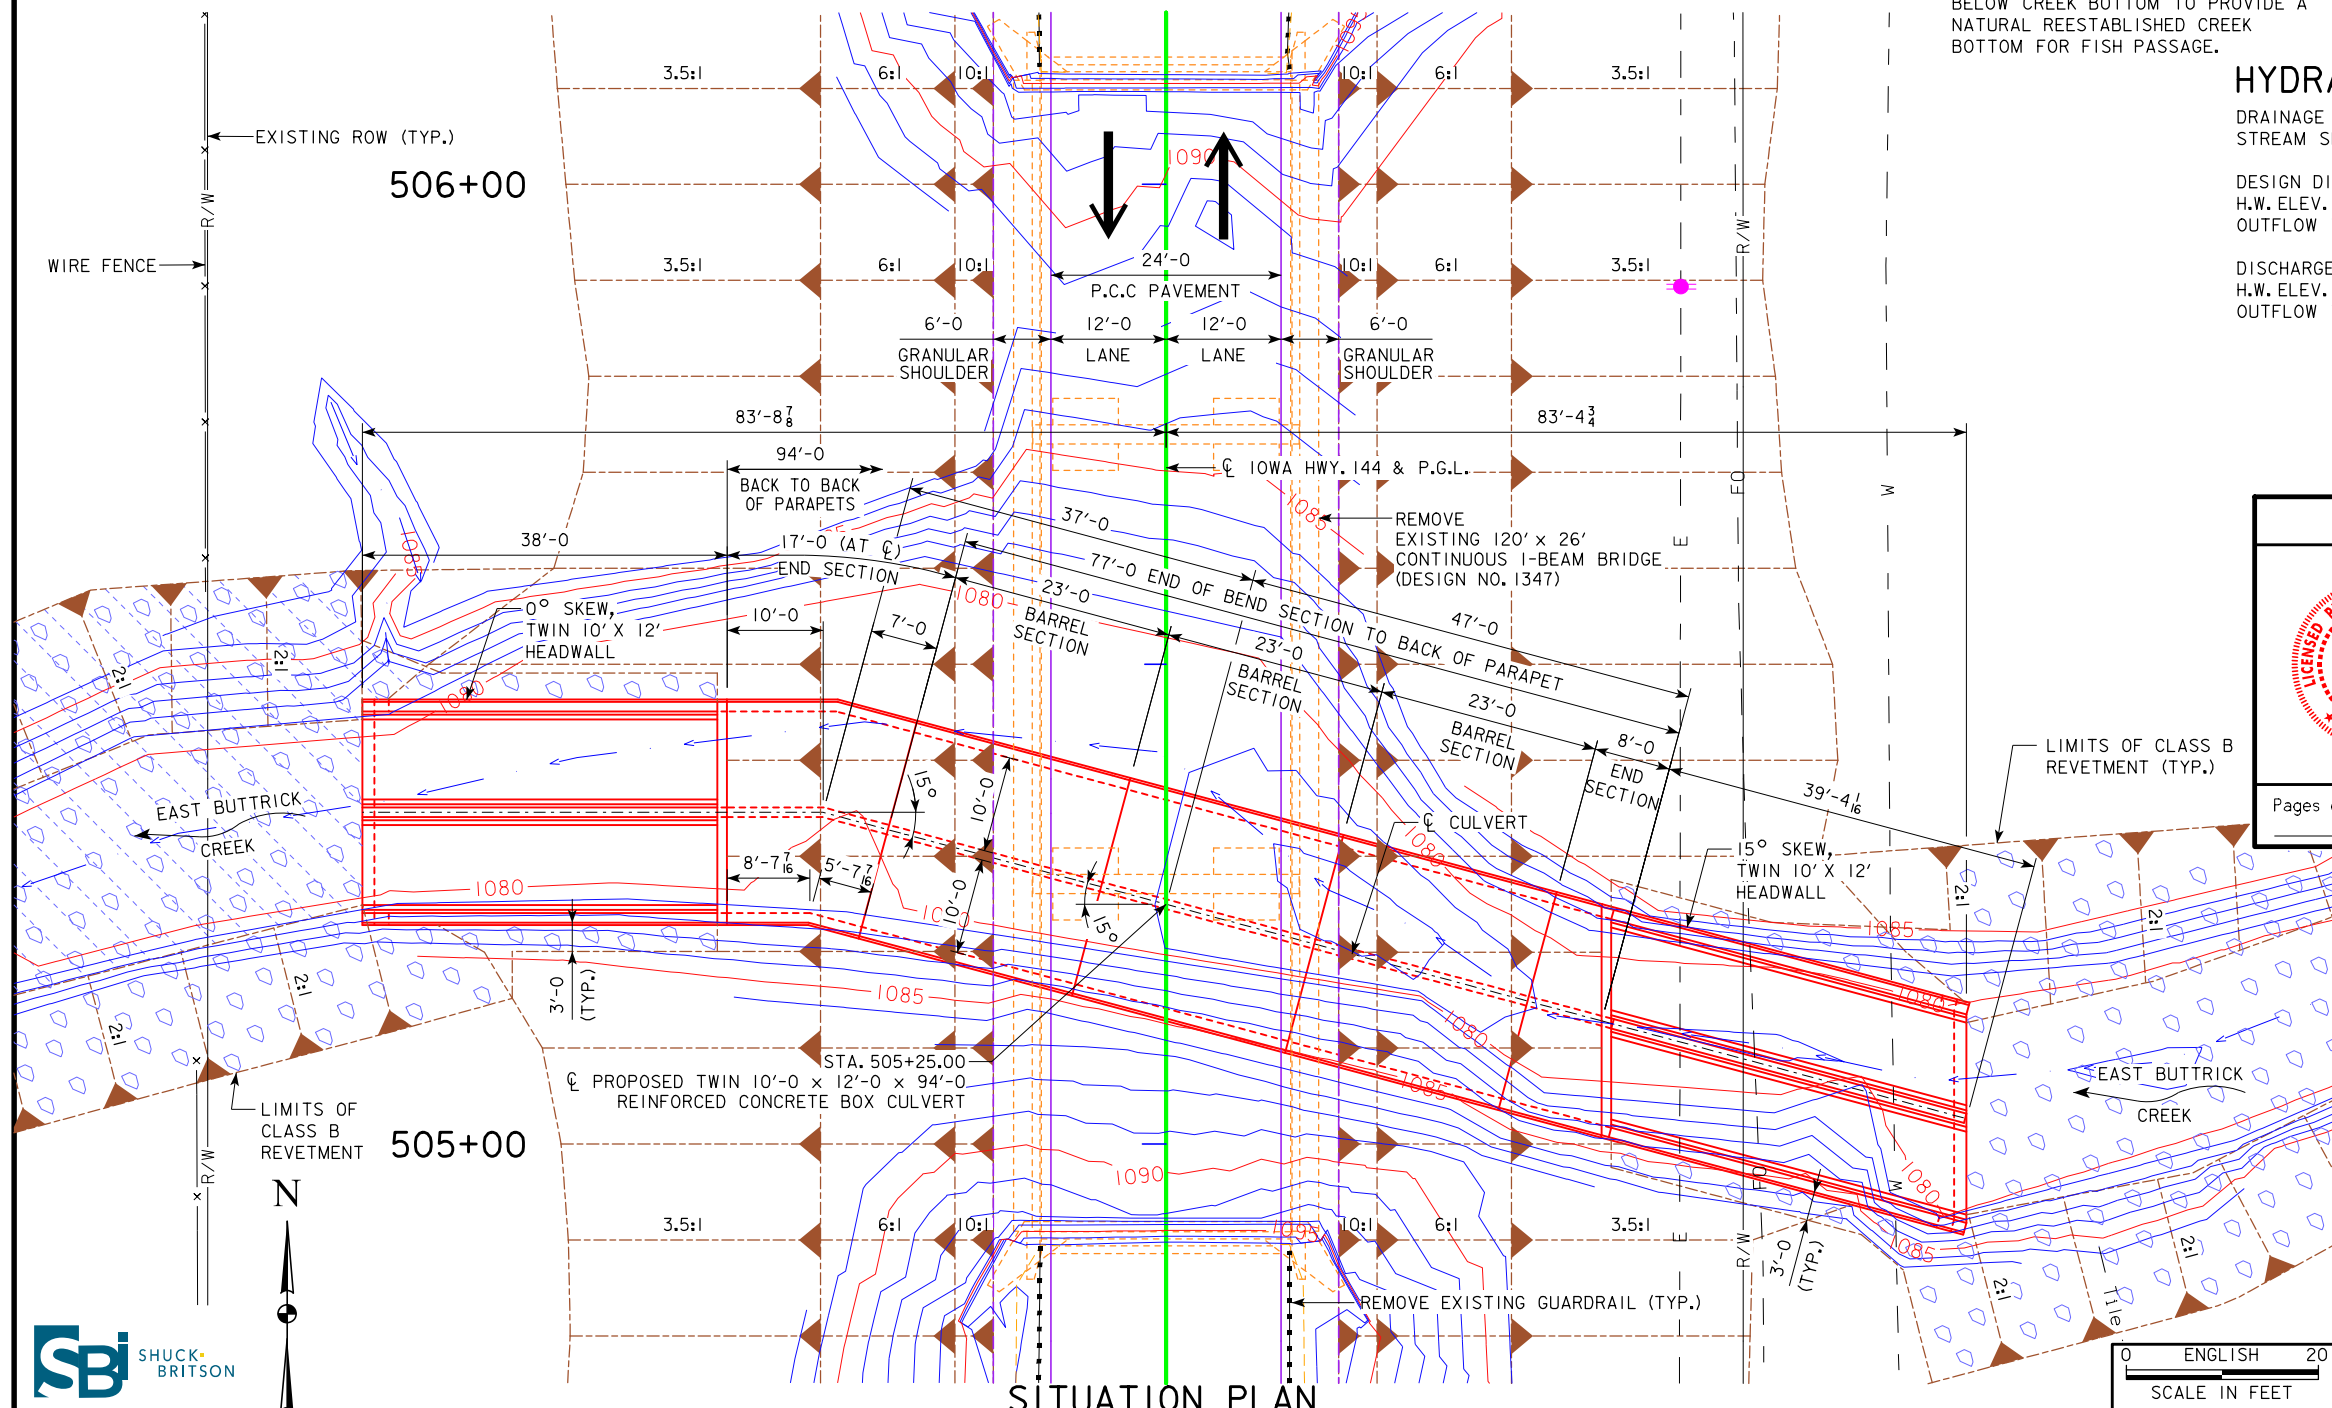 BELOW CREEK BOTTOM TO PROVIDE A
NATURAL REESTABLISHED CREEK
BOTTOM FOR FISH PASSAGE.
HYDRA
DRAINAGE
DESIGN DI
H.W. ELEV.
OUTFLOW
DISCHARGE
H.W. ELEV.
OUTFLOW
3.5:1
6:1
10:1
10:1
6:1
3.5:1
EXISTING ROW (TYP.)
506+00
1090
R/W
R/W
WIRE FENCE
3.5:1
6:1
10:1
24'-0
P.C.C PAVEMENT
10:1
6:1
3.5:1
6'-0
12'-0
12'-0
6'-0
GRANULAR
SHOULDER
LANE
LANE
GRANULAR
SHOULDER
83'-8 7/8
83'-4 3/4
94'-0
BACK TO BACK
OF PARAPETS
℄ IOWA HWY. 144 & P.G.L.
FO
W
E
1085
37'-0
REMOVE
EXISTING 120' x 26'
CONTINUOUS I-BEAM BRIDGE
(DESIGN NO. 1347)
38'-0
17'-0 (AT ℄)
END SECTION
1085
77'-0 END OF BEND SECTION TO BACK OF PARAPET
1080
23'-0
BARREL
SECTION
47'-0
0° SKEW,
TWIN 10' X 12'
HEADWALL
10'-0
7'-0
23'-0
BARREL
SECTION
23'-0
BARREL
SECTION
8'-0
END
SECTION
39'-4 1/16
LICENSED
LIMITS OF CLASS B
REVETMENT (TYP.)
Pages
2:1
2:1
1080
15°
10'-0
EAST BUTTRICK
CREEK
℄ CULVERT
1080
15° SKEW,
TWIN 10' X 12'
HEADWALL
8'-7 7/16
5'-7 7/16
1080
10'-0
15°
2:1
2:1
1085
1080
3'-0
(TYP.)
1085
1080
2:1
2:1
STA. 505+25.00
℄ PROPOSED TWIN 10'-0 x 12'-0 x 94'-0
REINFORCED CONCRETE BOX CULVERT
1085
EAST BUTTRICK
CREEK
LIMITS OF
CLASS B
REVETMENT
505+00
1090
R/W
FO
W
1080
N
3.5:1
6:1
10:1
1095
10:1
6:1
3.5:1
E
R/W
3'-0
(TYP.)
1085
2:1
2:1
Tile
REMOVE EXISTING GUARDRAIL (TYP.)
SBi
SHUCK-
BRITSON
SITUATION PLAN
0 ENGLISH 20
SCALE IN FEET